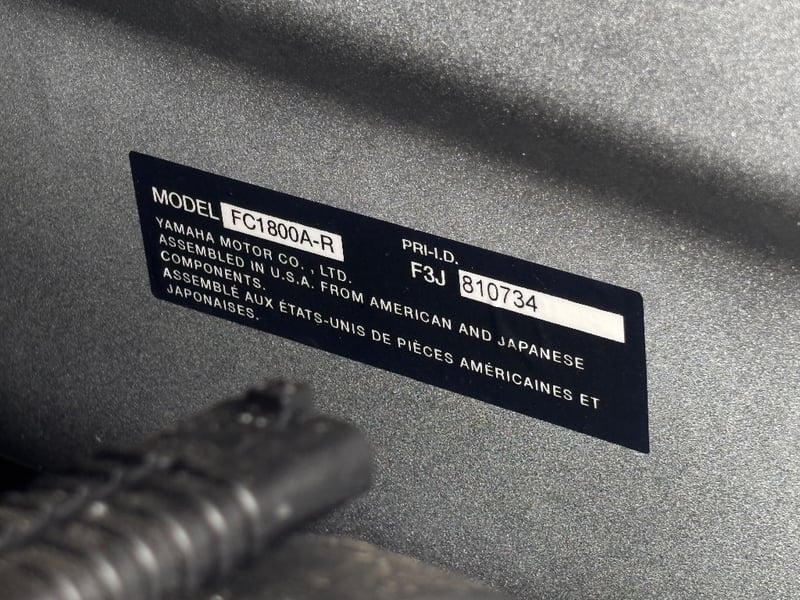 MODEL FC1800A-R PRI-I.D.
F3J 810734
YAMAHA MOTOR CO. , LTD.
ASSEMBLED IN U.S.A. FROM AMERICAN AND JAPANESE
COMPONENTS.
ASSEMBLÉ AUX ÉTATS-UNIS DE PIÈCES AMÉRICAINES ET
JAPONAISES.